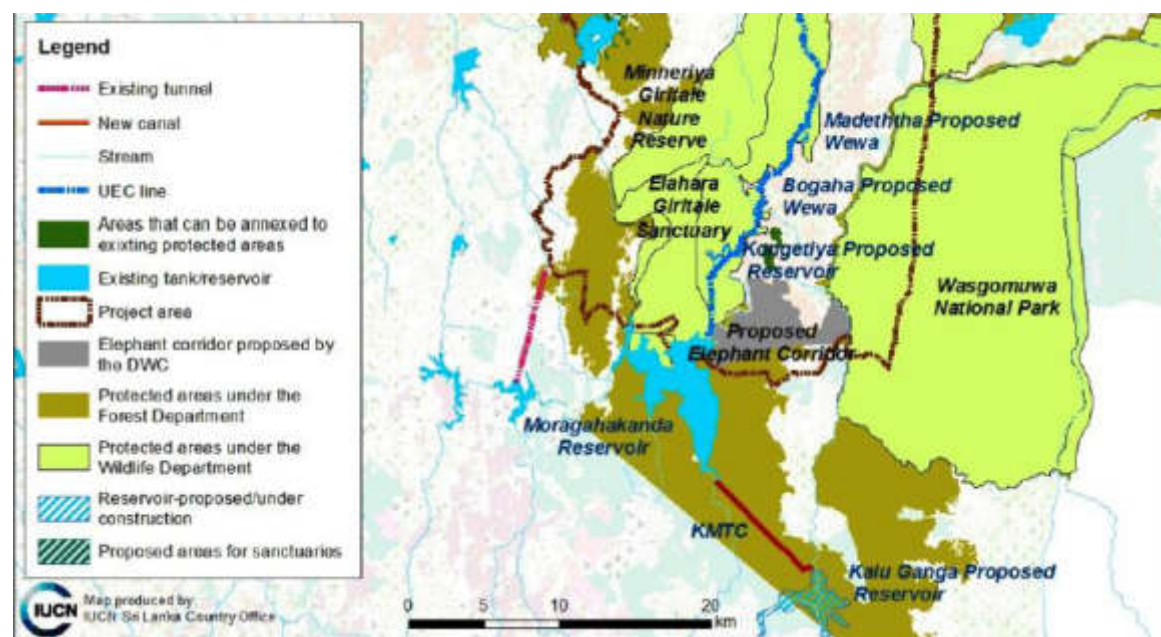 Legend
Existing tunnel
New canal
Stream
UEC line
Areas that can be annexed to
existing protected areas
Existing tank/reservoir
Project area
Elephant corridor proposed by
the DWC
Protected areas under the
Forest Department
Protected areas under the
Wildlife Department
Reservoir-proposed/under
construction
Proposed areas for sanctuaries
IUCN
Map produced by
IUCN Sri Lanka Country Office
Minneriya
Giritale
Nature
Reserve
Madeththa Proposed
Wewa
Elahara
Giritale
Sanctuary
Bogaha Proposed
Wewa
Kongetiya Proposed
Reservoir
Wasgomuwa
National Park
Proposed
Elephant Corridor
Moragahakanda
Reservoir
KMTC
Kalu Ganga Proposed
Reservoir
0 5 10 20
km